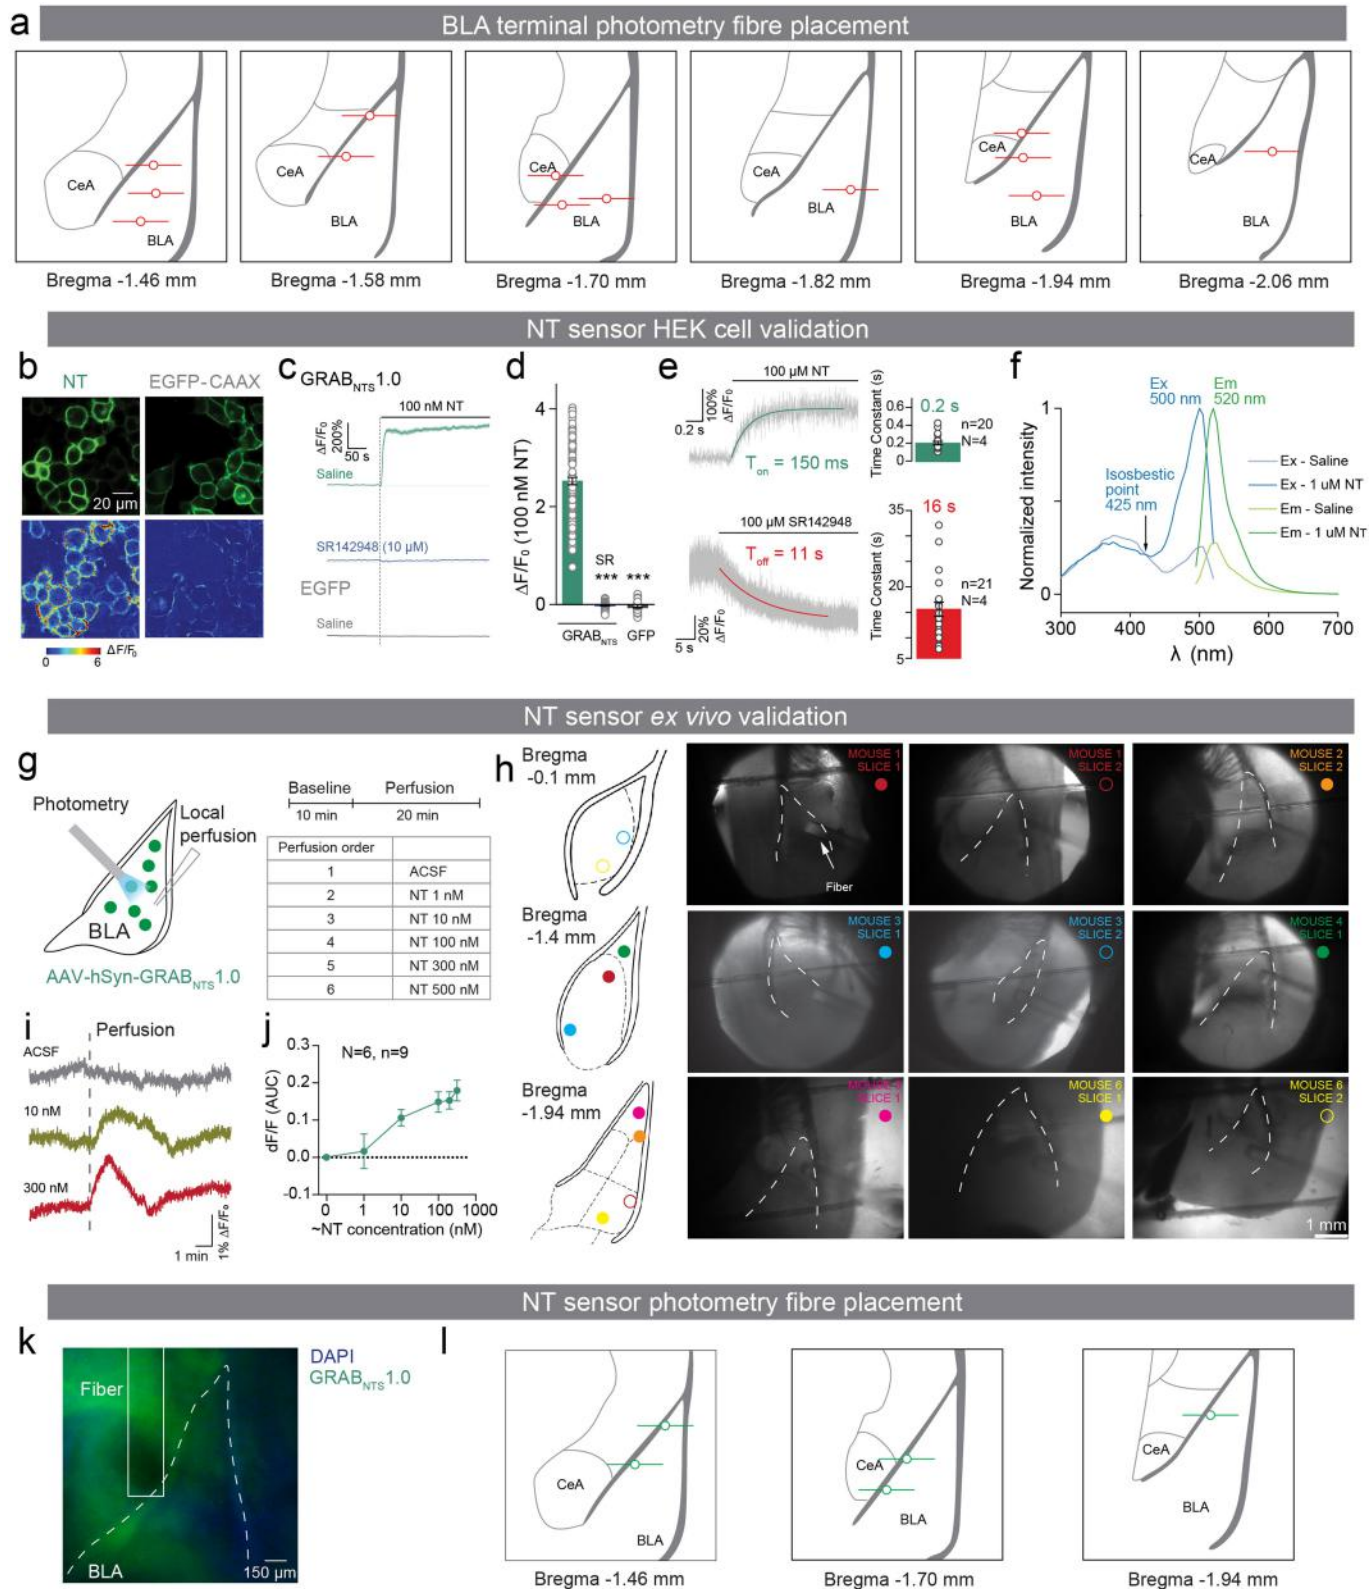 a
BLA terminal photometry fibre placement
CeA
BLA
Bregma -1.46 mm
CeA
BLA
Bregma -1.58 mm
CeA
BLA
Bregma -1.70 mm
CeA
BLA
Bregma -1.82 mm
CeA
BLA
Bregma -1.94 mm
CeA
BLA
Bregma -2.06 mm
NT sensor HEK cell validation
b
NT
EGFP-CAAX
20 µm
0
6
ΔF/F₀
c
GRAB_NTS1.0
100 nM NT
ΔF/F₀
200%
50 s
Saline
SR142948 (10 µM)
EGFP
Saline
d
ΔF/F₀ (100 nM NT)
4
2
0
SR
***
***
GRAB_NTS
GFP
e
100 µM NT
100%
ΔF/F₀
0.2 s
T_on = 150 ms
Time Constant (s)
0.6
0.4
0.2
0
0.2 s
n=20
N=4
100 µM SR142948
T_off = 11 s
5 s
20%
ΔF/F₀
Time Constant (s)
35
20
5
16 s
n=21
N=4
f
Normalized intensity
1
0
Ex
500 nm
Em
520 nm
Isosbestic
point
425 nm
Ex - Saline
Ex - 1 uM NT
Em - Saline
Em - 1 uM NT
300
400
500
600
700
λ (nm)
NT sensor ex vivo validation
g
Photometry
Local
perfusion
BLA
AAV-hSyn-GRAB_NTS1.0
Baseline
Perfusion
10 min
20 min
Perfusion order
1 ACSF
2 NT 1 nM
3 NT 10 nM
4 NT 100 nM
5 NT 300 nM
6 NT 500 nM
h
Bregma
-0.1 mm
Bregma
-1.4 mm
Bregma
-1.94 mm
MOUSE 1
SLICE 1
Fiber
MOUSE 1
SLICE 2
MOUSE 2
SLICE 2
MOUSE 3
SLICE 1
MOUSE 3
SLICE 2
MOUSE 4
SLICE 1
SLICE 1
MOUSE 6
SLICE 1
MOUSE 6
SLICE 2
1 mm
i
Perfusion
ACSF
10 nM
300 nM
1 min
1% ΔF/F₀
j
N=6, n=9
dF/F (AUC)
0.3
0.2
0.1
0.0
-0.1
0
1
10
100
1000
~NT concentration (nM)
NT sensor photometry fibre placement
k
Fiber
BLA
150 µm
DAPI
GRAB_NTS1.0
l
CeA
BLA
Bregma -1.46 mm
CeA
BLA
Bregma -1.70 mm
CeA
BLA
Bregma -1.94 mm